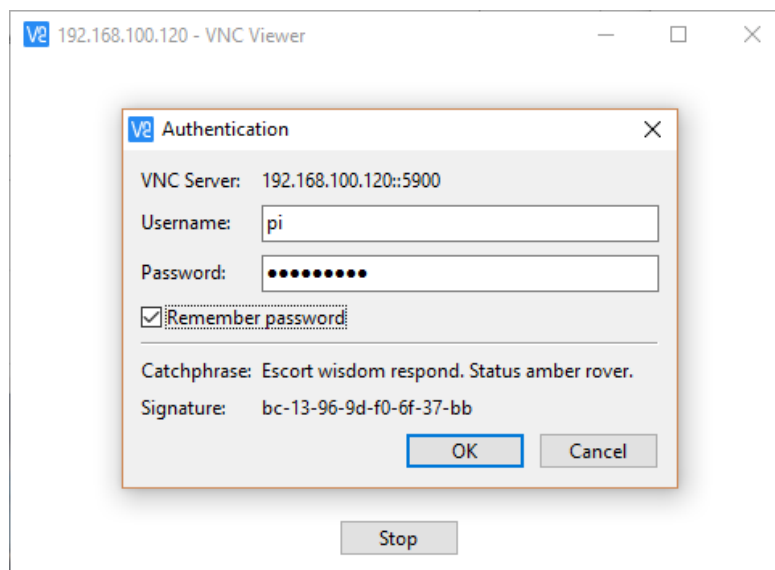 V2 192.168.100.120 - VNC Viewer
V2 Authentication
VNC Server: 192.168.100.120::5900
Username: pi
Password: ●●●●●●●●●
Remember password
Catchphrase: Escort wisdom respond. Status amber rover.
Signature: bc-13-96-9d-f0-6f-37-bb
OK Cancel
Stop